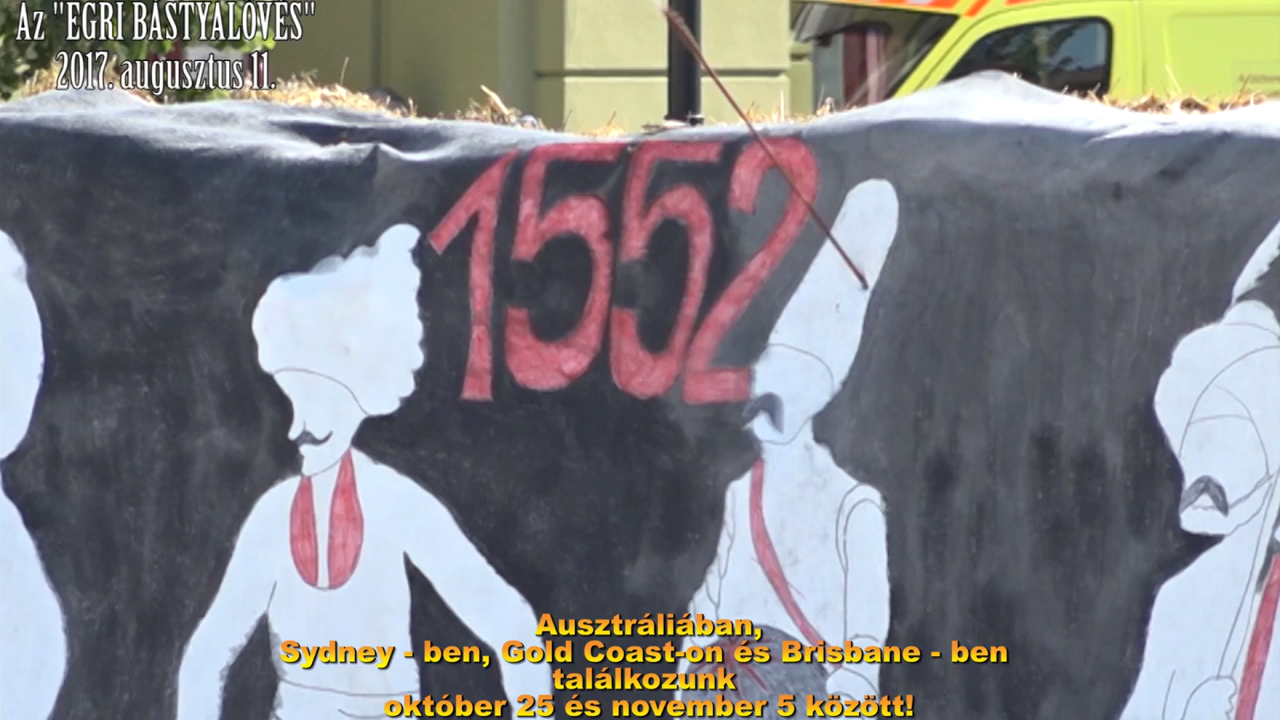 Az "EGRI BÁSTYALÖVÉS"
2017. augusztus 11.
1552
Ausztráliában,
Sydney - ben, Gold Coast-on és Brisbane - ben
találkozunk
október 25 és november 5 között!